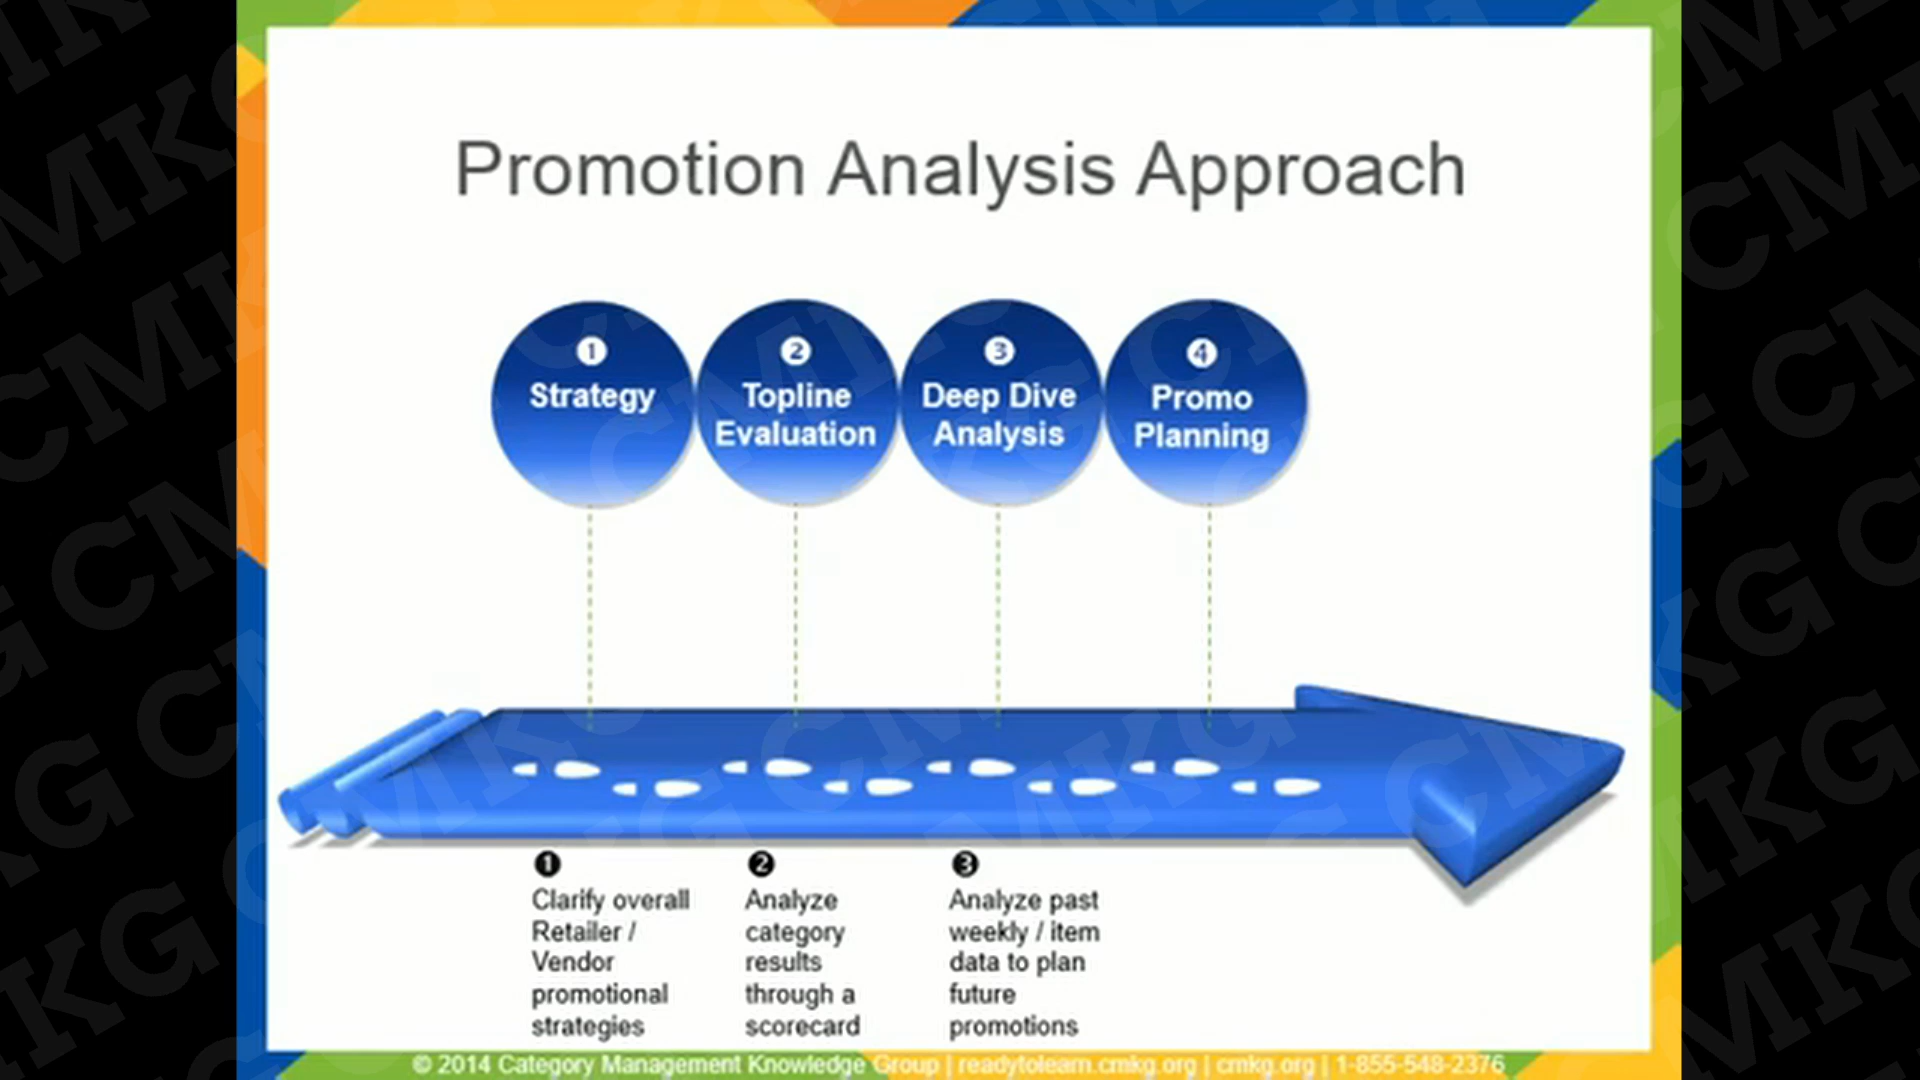 Promotion Analysis Approach
❶
Strategy
❷
Topline
Evaluation
❸
Deep Dive
Analysis
❹
Promo
Planning
❶
Clarify overall
Retailer /
Vendor
promotional
strategies
❷
Analyze
category
results
through a
scorecard
❸
Analyze past
weekly / item
data to plan
future
promotions
© 2014 Category Management Knowledge Group | readytolearn.cmkg.org | cmkg.org | 1-855-548-2376
CMKG